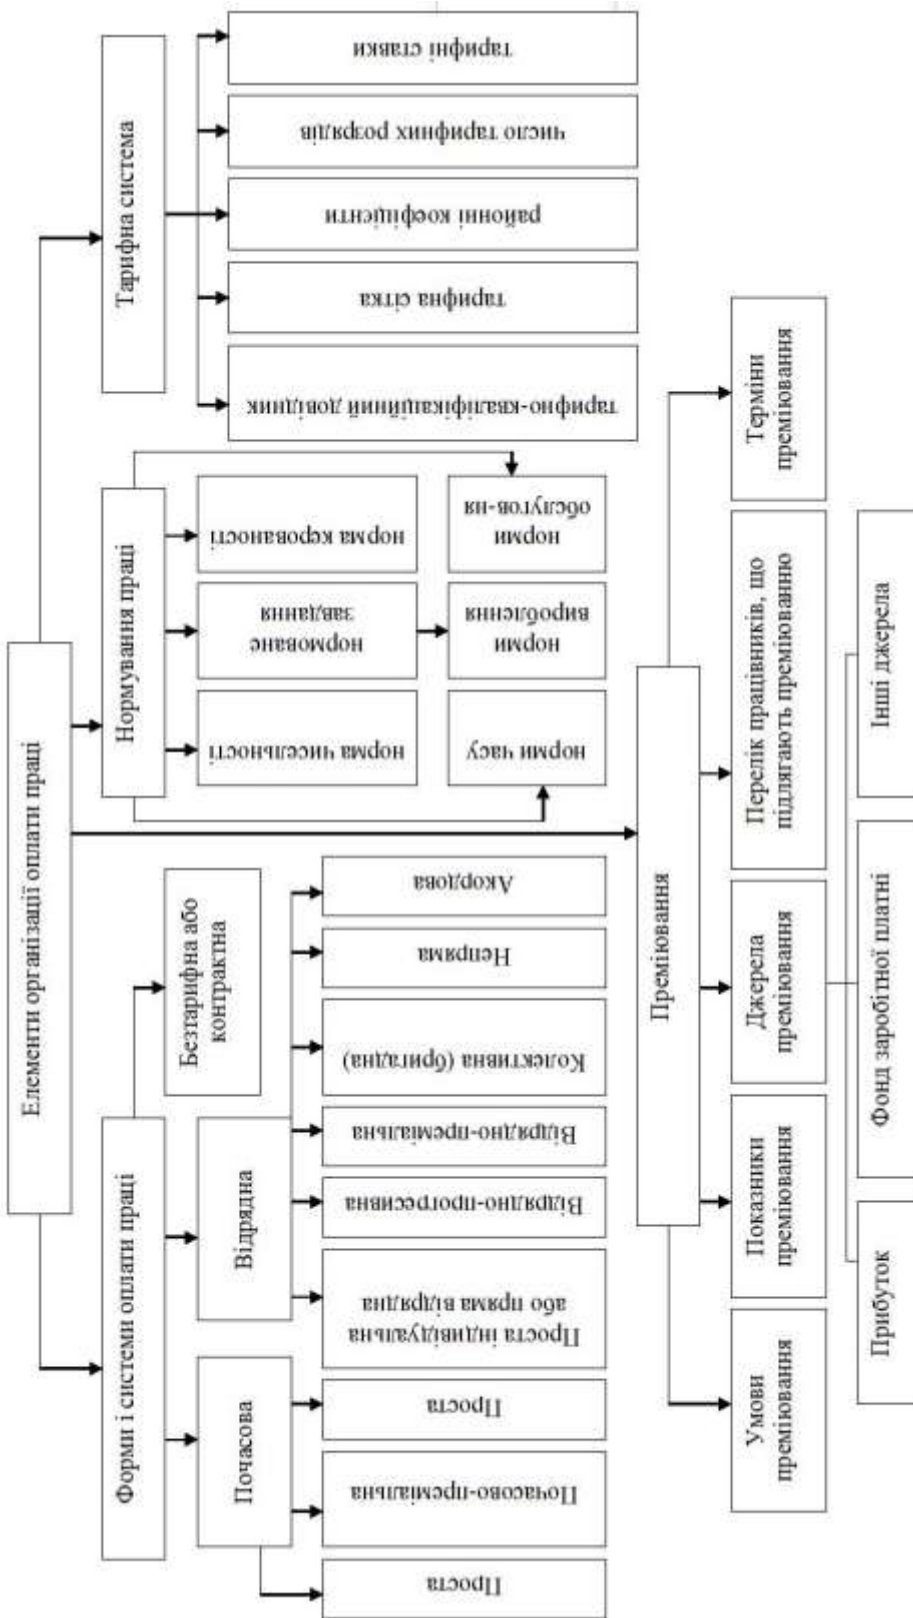 Елементи організації оплати праці
Форми і системи оплати праці
Нормування праці
Тарифна система
Почасова
Відрядна
Безтарифна або
контрактна
Проста
Почасово-преміальна
Проста
Проста індивідуальна
або пряма відрядна
Відрядно-прогресивна
Відрядно-преміальна
Колективна (бригадна)
Непряма
Акордова
норма чисельності
нормоване
завдання
норма керованості
норми часу
норми
вироблення
норми
обслугов-ня
тарифно-кваліфікаційний довідник
тарифна сітка
районні коефіцієнти
число тарифних розрядів
тарифні ставки
Преміювання
Умови
преміювання
Показники
преміювання
Джерела
преміювання
Перелік працівників, що
підлягають преміюванню
Терміни
преміювання
Прибуток
Фонд заробітної платні
Інші джерела